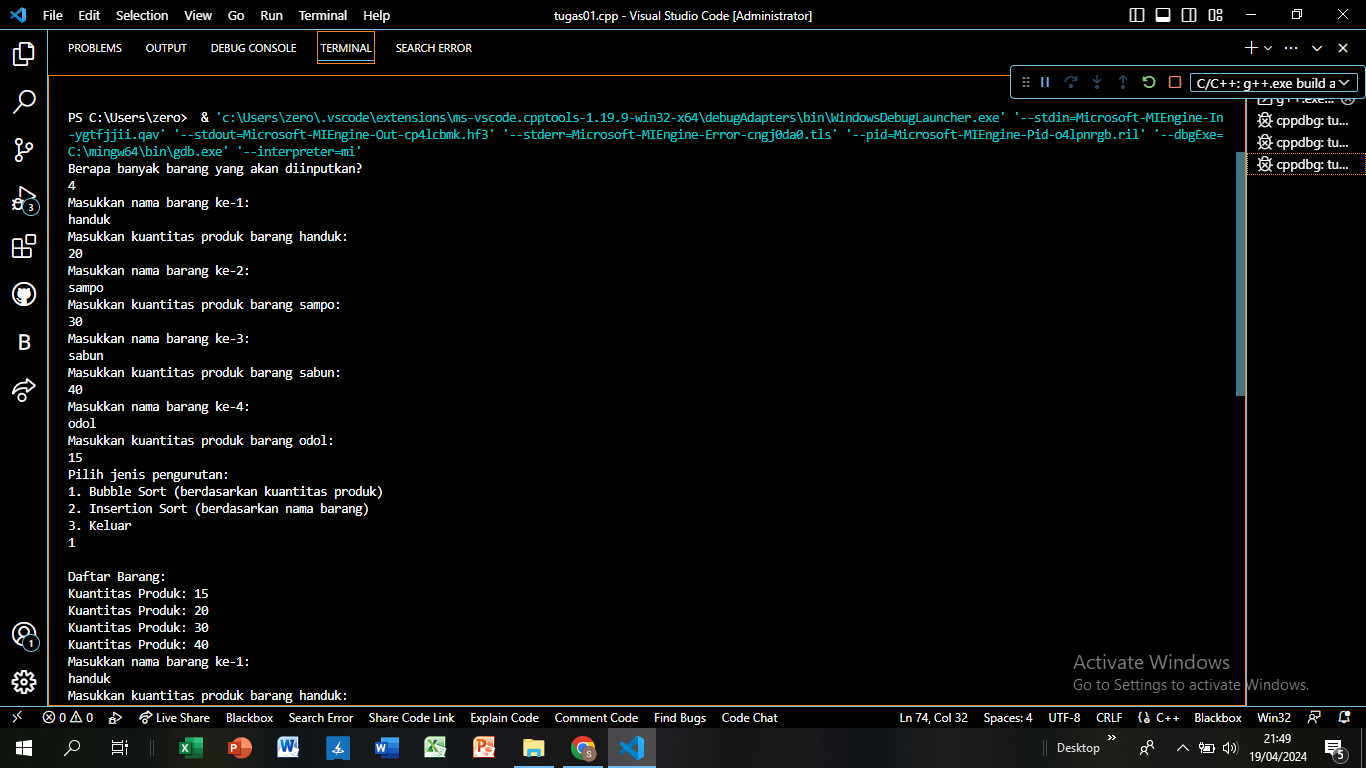 File Edit Selection View Go Run Terminal Help tugas01.cpp - Visual Studio Code [Administrator]
PROBLEMS OUTPUT DEBUG CONSOLE TERMINAL SEARCH ERROR
C/C++: g++.exe build a
g++.exe...
cppdbg: tu...
cppdbg: tu...
cppdbg: tu...
PS C:\Users\zero> & 'c:\Users\zero\.vscode\extensions\ms-vscode.cpptools-1.19.9-win32-x64\debugAdapters\bin\WindowsDebugLauncher.exe' '--stdin=Microsoft-MIEngine-In
-ygtfjjii.qav' '--stdout=Microsoft-MIEngine-Out-cp4lcbmk.hf3' '--stderr=Microsoft-MIEngine-Error-cngj0da0.tls' '--pid=Microsoft-MIEngine-Pid-o4lpnrgb.ril' '--dbgExe=
C:\mingw64\bin\gdb.exe' '--interpreter=mi'
Berapa banyak barang yang akan diinputkan?
4
Masukkan nama barang ke-1:
handuk
Masukkan kuantitas produk barang handuk:
20
Masukkan nama barang ke-2:
sampo
Masukkan kuantitas produk barang sampo:
30
Masukkan nama barang ke-3:
sabun
Masukkan kuantitas produk barang sabun:
40
Masukkan nama barang ke-4:
odol
Masukkan kuantitas produk barang odol:
15
Pilih jenis pengurutan:
1. Bubble Sort (berdasarkan kuantitas produk)
2. Insertion Sort (berdasarkan nama barang)
3. Keluar
1
Daftar Barang:
Kuantitas Produk: 15
Kuantitas Produk: 20
Kuantitas Produk: 30
Kuantitas Produk: 40
Masukkan nama barang ke-1:
handuk
Masukkan kuantitas produk barang handuk:
3
B
1
Activate Windows
Go to Settings to activate Windows.
0 0 Live Share Blackbox Search Error Share Code Link Explain Code Comment Code Find Bugs Code Chat Ln 74, Col 32 Spaces: 4 UTF-8 CRLF C++ Blackbox Win32
Desktop 21:49
19/04/2024
5